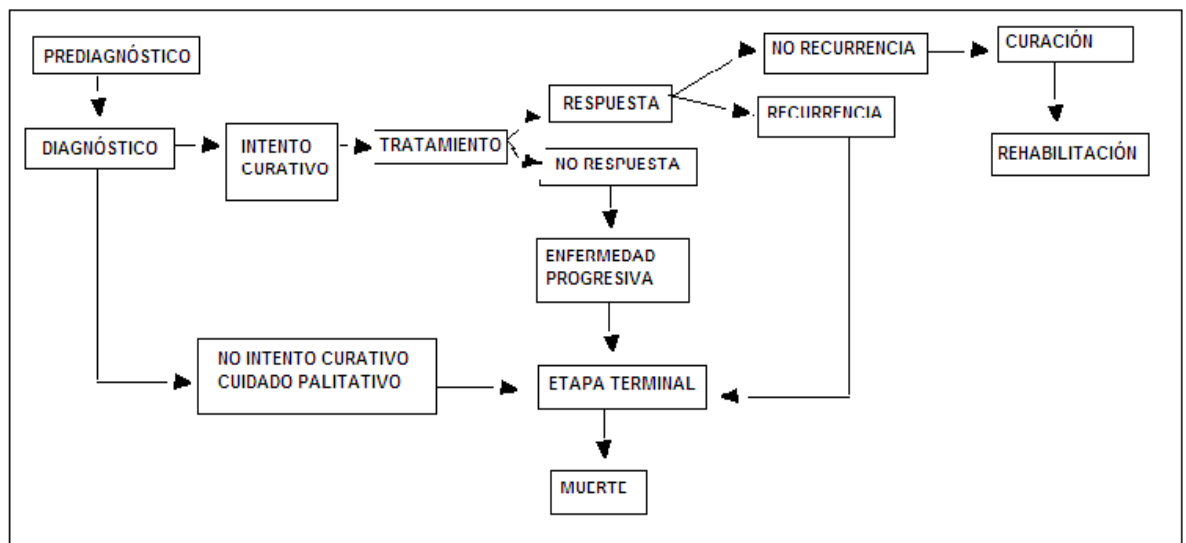 PREDIAGNÓSTICO
NO RECURRENCIA
CURACIÓN
RESPUESTA
RECURRENCIA
DIAGNÓSTICO
INTENTO
CURATIVO
TRATAMIENTO
NO RESPUESTA
REHABILITACIÓN
ENFERMEDAD
PROGRESIVA
NO INTENTO CURATIVO
CUIDADO PALITATIVO
ETAPA TERMINAL
MUERTE